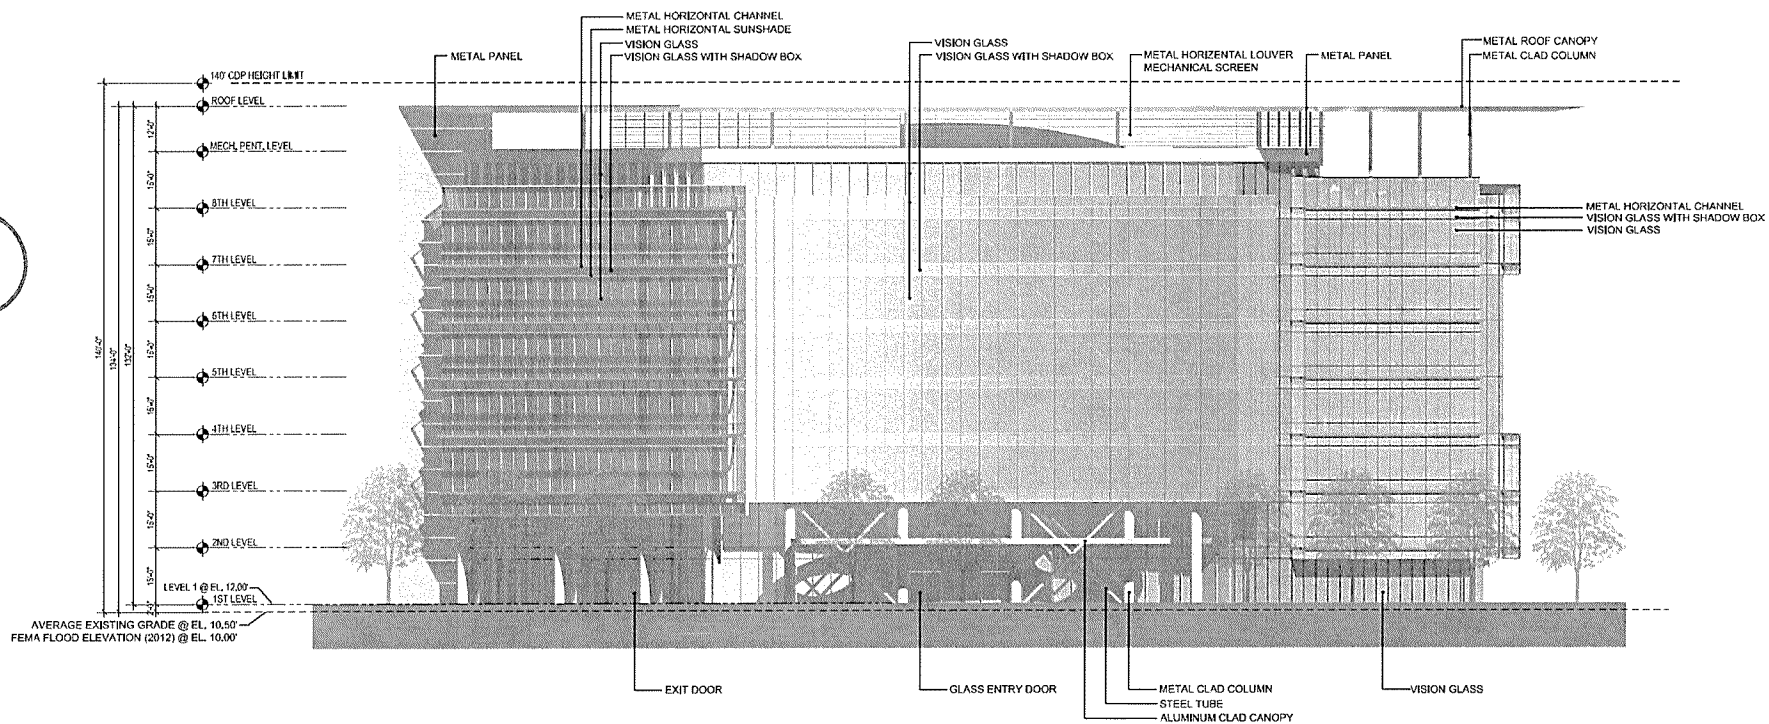 METAL HORIZONTAL CHANNEL
METAL HORIZONTAL SUNSHADE
VISION GLASS
VISION GLASS WITH SHADOW BOX
METAL PANEL
VISION GLASS
VISION GLASS WITH SHADOW BOX
METAL HORIZENTAL LOUVER
MECHANICAL SCREEN
METAL PANEL
METAL ROOF CANOPY
METAL CLAD COLUMN
140' CDP HEIGHT LIMIT
ROOF LEVEL
12'-0"
MECH. PENT. LEVEL
15'-0"
8TH LEVEL
METAL HORIZONTAL CHANNEL
VISION GLASS WITH SHADOW BOX
VISION GLASS
15'-0"
7TH LEVEL
15'-0"
6TH LEVEL
140'-0"
134'-0"
132'-0"
15'-0"
5TH LEVEL
15'-0"
4TH LEVEL
15'-0"
3RD LEVEL
15'-0"
2ND LEVEL
15'-0"
LEVEL 1 @ EL. 12.00'
1ST LEVEL
2'-0"
AVERAGE EXISTING GRADE @ EL. 10.50'
FEMA FLOOD ELEVATION (2012) @ EL. 10.00'
EXIT DOOR
GLASS ENTRY DOOR
METAL CLAD COLUMN
STEEL TUBE
ALUMINUM CLAD CANOPY
VISION GLASS